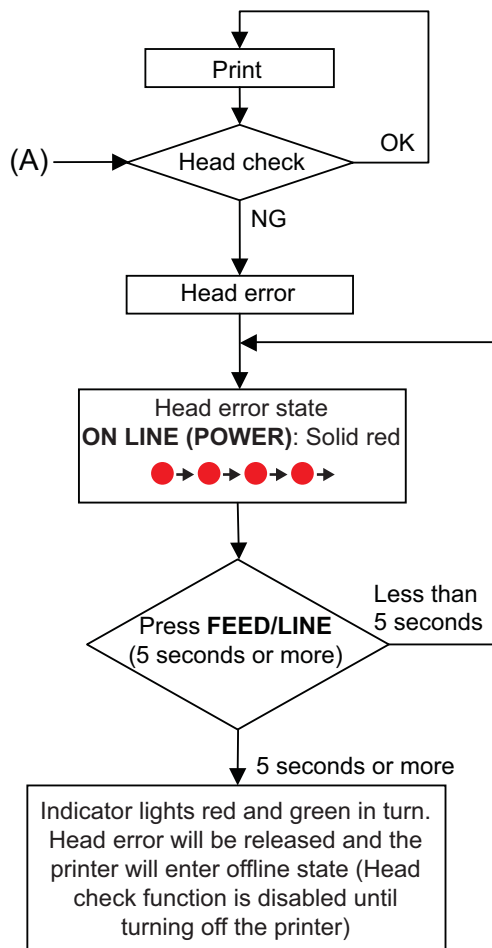 Print
(A)
Head check
OK
NG
Head error
Head error state
ON LINE (POWER): Solid red
Press FEED/LINE
(5 seconds or more)
Less than
5 seconds
5 seconds or more
Indicator lights red and green in turn.
Head error will be released and the
printer will enter offline state (Head
check function is disabled until
turning off the printer)